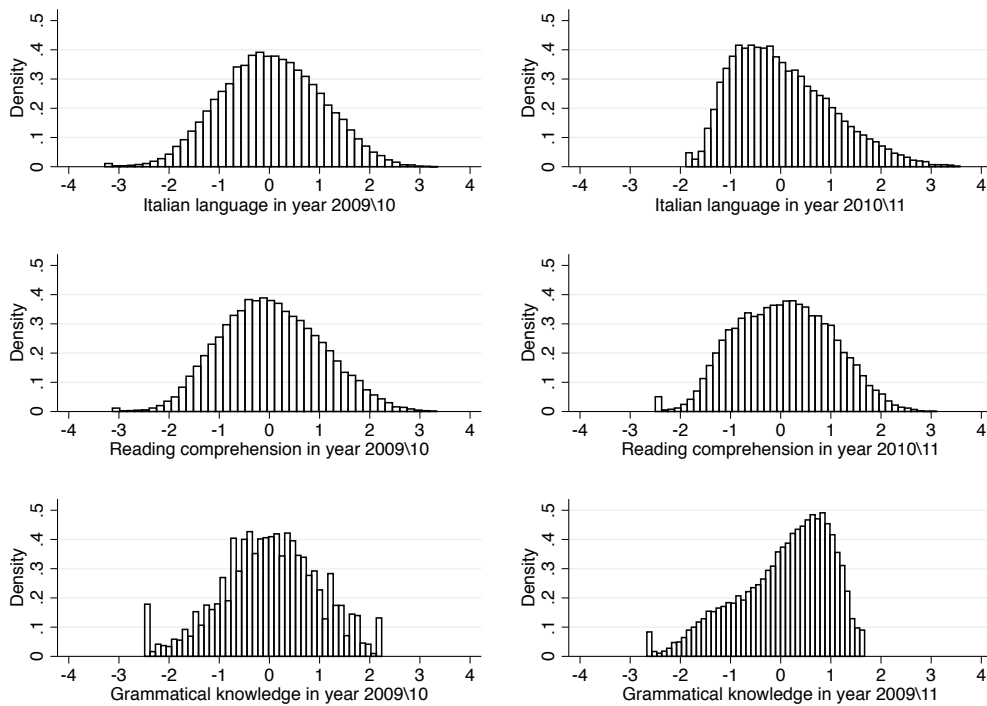 Density
0 .1 .2 .3 .4 .5
-4 -3 -2 -1 0 1 2 3 4
Italian language in year 2009\10
Density
0 .1 .2 .3 .4 .5
-4 -3 -2 -1 0 1 2 3 4
Italian language in year 2010\11
Density
0 .1 .2 .3 .4 .5
-4 -3 -2 -1 0 1 2 3 4
Reading comprehension in year 2009\10
Density
0 .1 .2 .3 .4 .5
-4 -3 -2 -1 0 1 2 3 4
Reading comprehension in year 2010\11
Density
0 .1 .2 .3 .4 .5
-4 -3 -2 -1 0 1 2 3 4
Grammatical knowledge in year 2009\10
Density
0 .1 .2 .3 .4 .5
-4 -3 -2 -1 0 1 2 3 4
Grammatical knowledge in year 2009\11